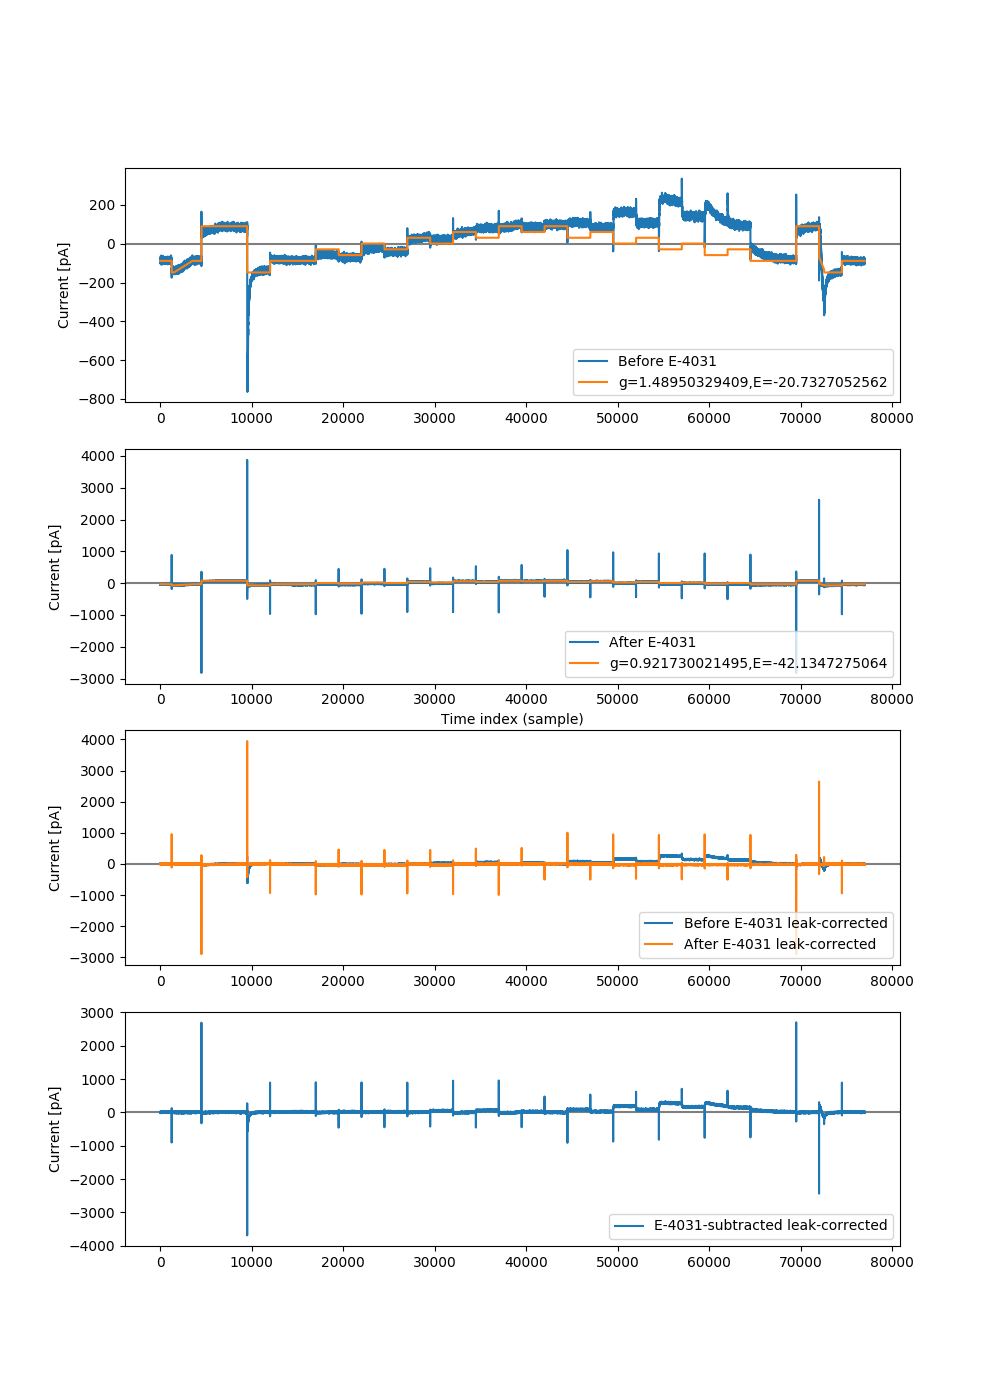 200
0
−200
−400
−600
−800
Current [pA]
Before E-4031
g=1.48950329409,E=-20.7327052562
0 10000 20000 30000 40000 50000 60000 70000 80000
4000
3000
2000
1000
0
−1000
−2000
−3000
Current [pA]
After E-4031
g=0.921730021495,E=-42.1347275064
0 10000 20000 30000 40000 50000 60000 70000 80000
Time index (sample)
4000
3000
2000
1000
0
−1000
−2000
−3000
Current [pA]
Before E-4031 leak-corrected
After E-4031 leak-corrected
0 10000 20000 30000 40000 50000 60000 70000 80000
3000
2000
1000
0
−1000
−2000
−3000
−4000
Current [pA]
E-4031-subtracted leak-corrected
0 10000 20000 30000 40000 50000 60000 70000 80000